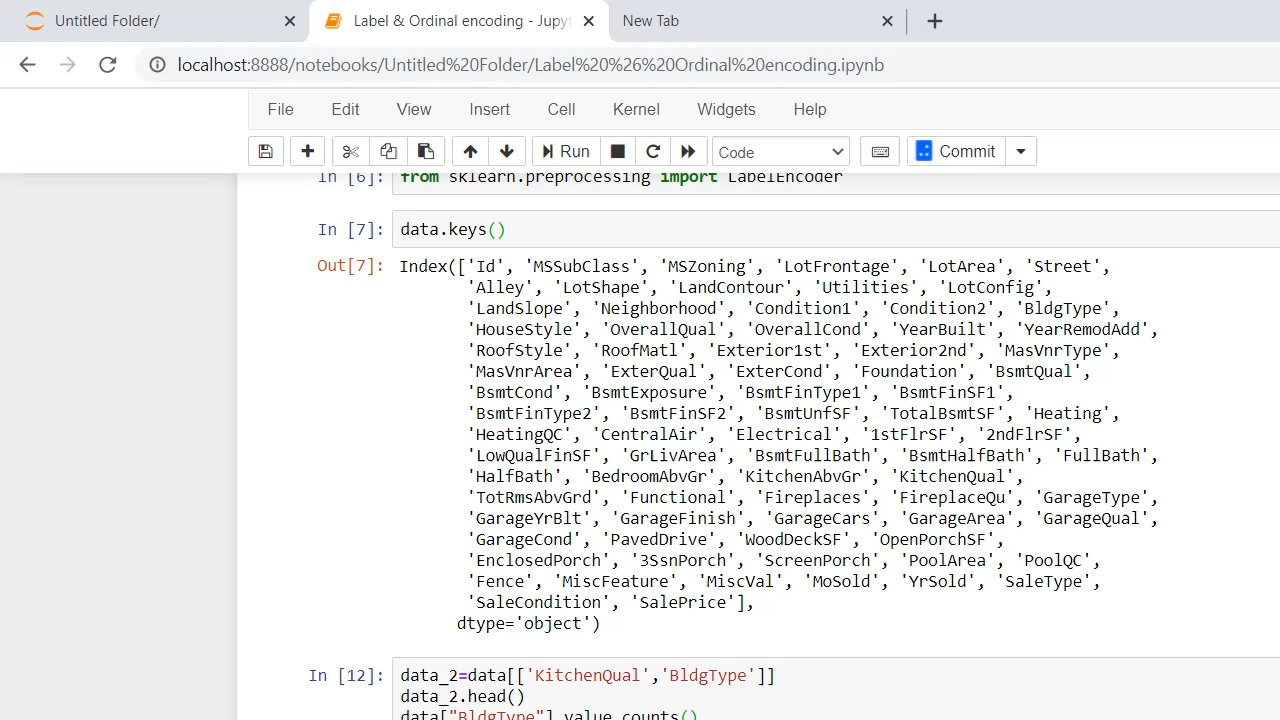 Untitled Folder/
Label & Ordinal encoding - Jupyt
New Tab
localhost:8888/notebooks/Untitled%20Folder/Label%20%26%20Ordinal%20encoding.ipynb
File Edit View Insert Cell Kernel Widgets Help
Run Code Commit
In [6]: from sklearn.preprocessing import LabelEncoder
In [7]: data.keys()
Out[7]: Index(['Id', 'MSSubClass', 'MSZoning', 'LotFrontage', 'LotArea', 'Street',
'Alley', 'LotShape', 'LandContour', 'Utilities', 'LotConfig',
'LandSlope', 'Neighborhood', 'Condition1', 'Condition2', 'BldgType',
'HouseStyle', 'OverallQual', 'OverallCond', 'YearBuilt', 'YearRemodAdd',
'RoofStyle', 'RoofMatl', 'Exterior1st', 'Exterior2nd', 'MasVnrType',
'MasVnrArea', 'ExterQual', 'ExterCond', 'Foundation', 'BsmtQual',
'BsmtCond', 'BsmtExposure', 'BsmtFinType1', 'BsmtFinSF1',
'BsmtFinType2', 'BsmtFinSF2', 'BsmtUnfSF', 'TotalBsmtSF', 'Heating',
'HeatingQC', 'CentralAir', 'Electrical', '1stFlrSF', '2ndFlrSF',
'LowQualFinSF', 'GrLivArea', 'BsmtFullBath', 'BsmtHalfBath', 'FullBath',
'HalfBath', 'BedroomAbvGr', 'KitchenAbvGr', 'KitchenQual',
'TotRmsAbvGrd', 'Functional', 'Fireplaces', 'FireplaceQu', 'GarageType',
'GarageYrBlt', 'GarageFinish', 'GarageCars', 'GarageArea', 'GarageQual',
'GarageCond', 'PavedDrive', 'WoodDeckSF', 'OpenPorchSF',
'EnclosedPorch', '3SsnPorch', 'ScreenPorch', 'PoolArea', 'PoolQC',
'Fence', 'MiscFeature', 'MiscVal', 'MoSold', 'YrSold', 'SaleType',
'SaleCondition', 'SalePrice'],
dtype='object')
In [12]: data_2=data[['KitchenQual','BldgType']]
data_2.head()
data["BldgType"].value_counts()